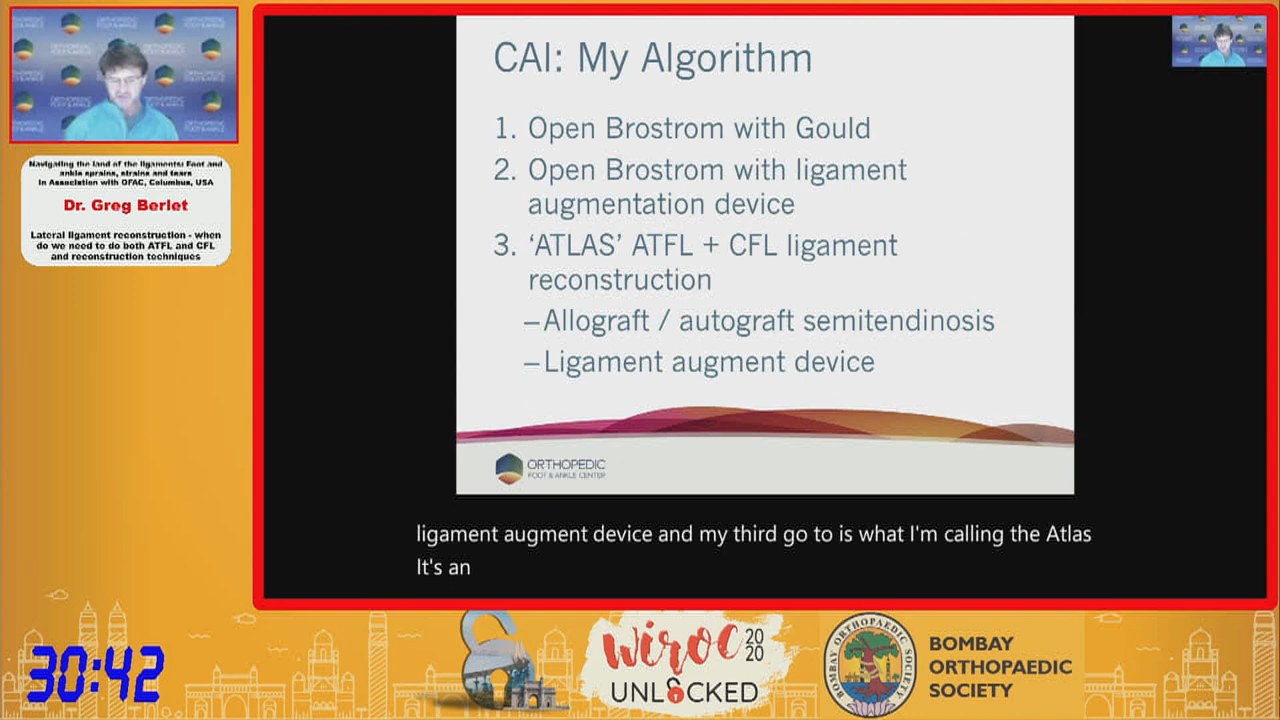 Navigating the land of the ligaments: Foot and
ankle sprains, strains and tears
in Association with OFAC, Columbus, USA
Dr. Greg Berlet
Lateral ligament reconstruction - when
do we need to do both ATFL and CFL
and reconstruction techniques
CAI: My Algorithm
1. Open Brostrom with Gould
2. Open Brostrom with ligament
augmentation device
3. ‘ATLAS’ ATFL + CFL ligament
reconstruction
–Allograft / autograft semitendinosis
–Ligament augment device
ORTHOPEDIC
FOOT & ANKLE CENTER
ligament augment device and my third go to is what I'm calling the Atlas
It's an
30:42
WIROC 20
20
UNLOCKED
BOMBAY ORTHOPAEDIC SOCIETY
BOMBAY
ORTHOPAEDIC
SOCIETY